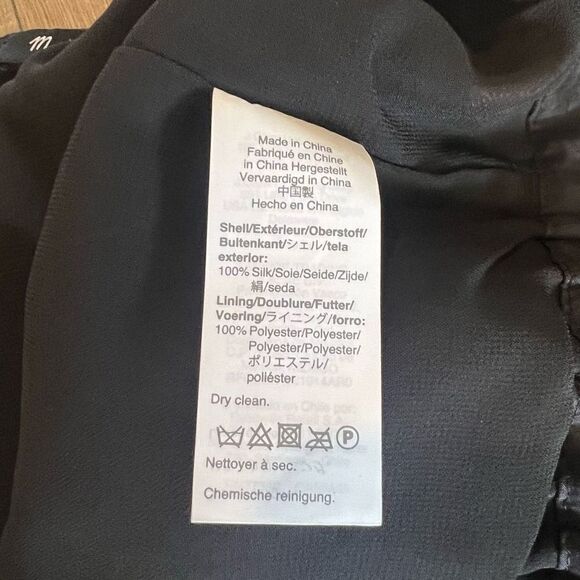 m
Made in China
Fabriqué en Chine
in China Hergestellt
Vervaardigd in China
中国製
Hecho en China
Shell/Extérieur/Oberstoff/
Buitenkant/シェル/tela
exterior:
100% Silk/Soie/Seide/Zijde/
絹/seda
Lining/Doublure/Futter/
Voering/ライニング/forro:
100% Polyester/Polyester/
Polyester/Polyester/
ポリエステル/
poliéster
Dry clean.
P
Nettoyer à sec.
Chemische reinigung.